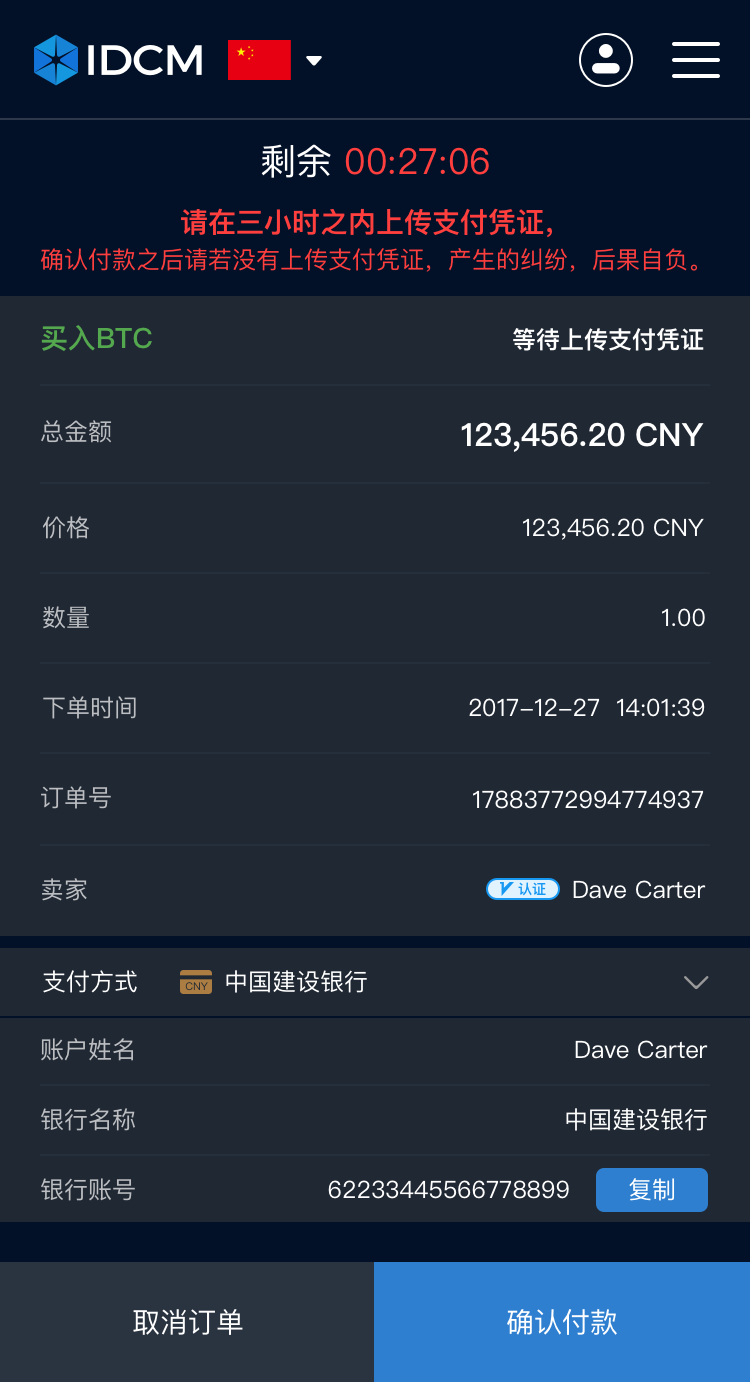 IDCM
剩余 00:27:06
请在三小时之内上传支付凭证,
确认付款之后请若没有上传支付凭证，产生的纠纷，后果自负。
买入BTC 等待上传支付凭证
总金额 123,456.20 CNY
价格 123,456.20 CNY
数量 1.00
下单时间 2017-12-27 14:01:39
订单号 17883772994774937
卖家 V 认证 Dave Carter
支付方式 CNY 中国建设银行
账户姓名 Dave Carter
银行名称 中国建设银行
银行账号 62233445566778899 复制
取消订单 确认付款